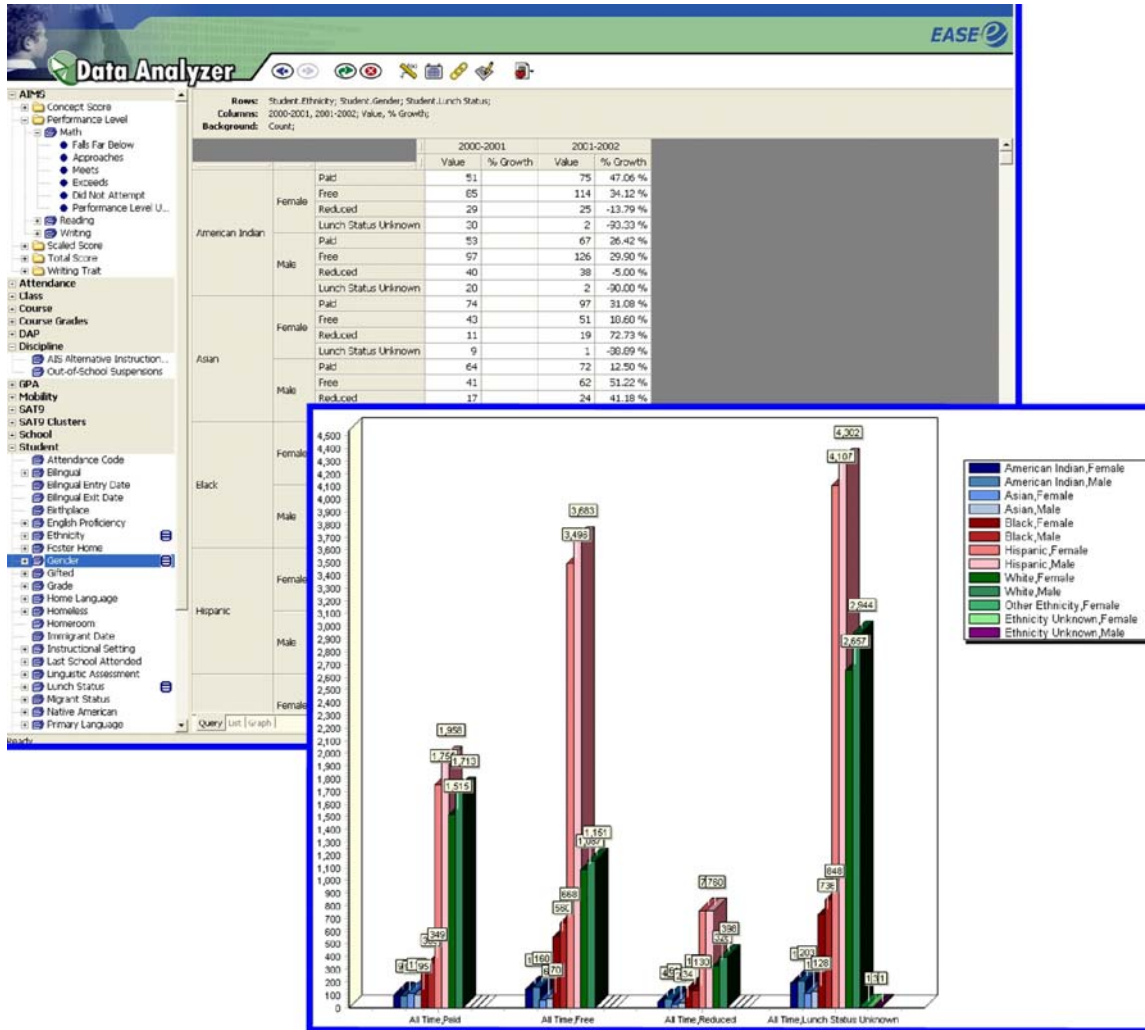 EASE e
Data Analyzer
AIMS
Concept Score
Performance Level
Math
Falls Far Below
Approaches
Meets
Exceeds
Did Not Attempt
Performance Level U...
Reading
Writing
Scaled Score
Total Score
Writing Trait
Attendance
Class
Course
Course Grades
DAP
Discipline
AIS Alternative Instruction...
Out-of-School Suspensions
GPA
Mobility
SAT9
SAT9 Clusters
School
Student
Attendance Code
Bilingual
Bilingual Entry Date
Bilingual Exit Date
Birthplace
English Proficiency
Ethnicity
Foster Home
Gender
Gifted
Grade
Home Language
Homeless
Homeroom
Immigrant Date
Instructional Setting
Last School Attended
Linguistic Assessment
Lunch Status
Migrant Status
Native American
Primary Language
Ready
Rows: Student.Ethnicity; Student.Gender; Student.Lunch Status;
Columns: 2000-2001, 2001-2002; Value, % Growth;
Background: Count;
2000-2001 2001-2002
Value % Growth Value % Growth
American Indian Female Paid 51 75 47.06 %
Free 85 114 34.12 %
Reduced 29 25 -13.79 %
Lunch Status Unknown 30 2 -93.33 %
Male Paid 53 67 26.42 %
Free 97 126 29.90 %
Reduced 40 38 -5.00 %
Lunch Status Unknown 20 2 -90.00 %
Asian Female Paid 74 97 31.08 %
Free 43 51 18.60 %
Reduced 11 19 72.73 %
Lunch Status Unknown 9 1 -88.89 %
Male Paid 64 72 12.50 %
Free 41 62 51.22 %
Reduced 17 24 41.18 %
Black Female
Male
Hispanic Female
Male
Female
Query List Graph
4,500
4,400
4,300
4,200
4,100
4,000
3,900
3,800
3,700
3,600
3,500
3,400
3,300
3,200
3,100
3,000
2,900
2,800
2,700
2,600
2,500
2,400
2,300
2,200
2,100
2,000
1,900
1,800
1,700
1,600
1,500
1,400
1,300
1,200
1,100
1,000
900
800
700
600
500
400
300
200
100
0
95
349
1,958
1,515
1,713
160
70
668
3,498
3,683
1,087
1,151
34
130
760
398
203
128
736
848
4,107
4,302
2,657
2,944
1
All Time,Paid
All Time,Free
All Time,Reduced
All Time,Lunch Status Unknown
American Indian,Female
American Indian,Male
Asian,Female
Asian,Male
Black,Female
Black,Male
Hispanic,Female
Hispanic,Male
White,Female
White,Male
Other Ethnicity,Female
Ethnicity Unknown,Female
Ethnicity Unknown,Male